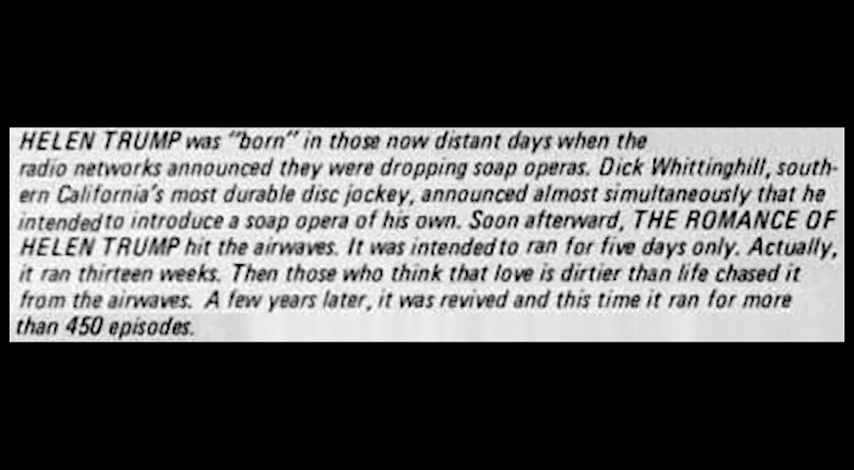 HELEN TRUMP was "born" in those now distant days when the
radio networks announced they were dropping soap operas. Dick Whittinghill, south-
ern California's most durable disc jockey, announced almost simultaneously that he
intended to introduce a soap opera of his own. Soon afterward, THE ROMANCE OF
HELEN TRUMP hit the airwaves. It was intended to ran for five days only. Actually,
it ran thirteen weeks. Then those who think that love is dirtier than life chased it
from the airwaves. A few years later, it was revived and this time it ran for more
than 450 episodes.